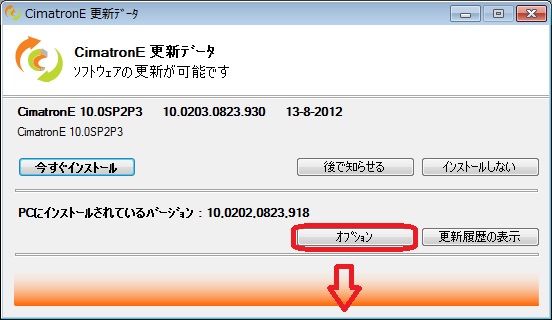 CimatronE 更新ﾃﾞｰﾀ
CimatronE 更新ﾃﾞｰﾀ
ｿﾌﾄｳｪｱの更新が可能です
CimatronE 10.0SP2P3 10.0203.0823.930 13-8-2012
CimatronE 10.0SP2P3
今すぐｲﾝｽﾄｰﾙ 後で知らせる ｲﾝｽﾄｰﾙしない
PCにｲﾝｽﾄｰﾙされているﾊﾞｰｼﾞｮﾝ : 10.0202.0823.918
ｵﾌﾟｼｮﾝ 更新履歴の表示